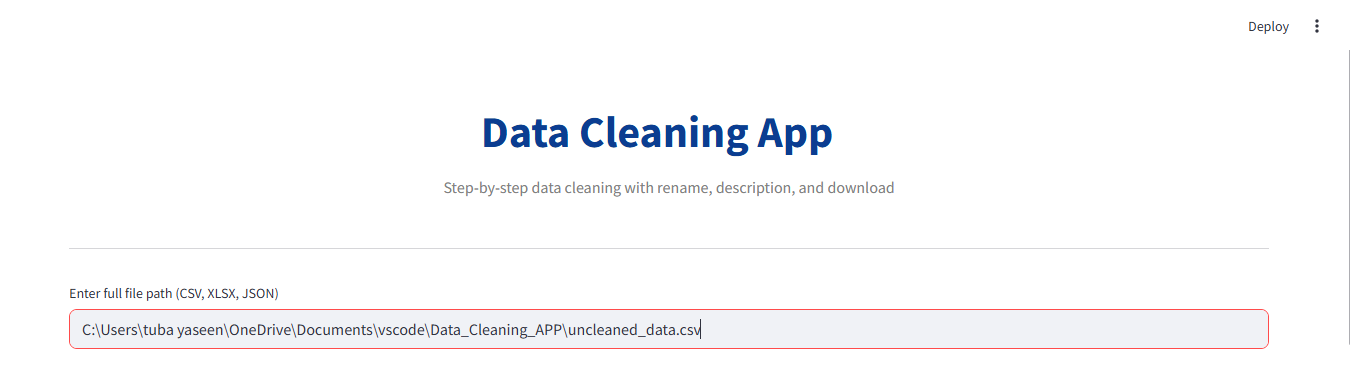 Deploy
Data Cleaning App
Step-by-step data cleaning with rename, description, and download
Enter full file path (CSV, XLSX, JSON)
C:\Users\tuba yaseen\OneDrive\Documents\vscode\Data_Cleaning_APP\uncleaned_data.csv